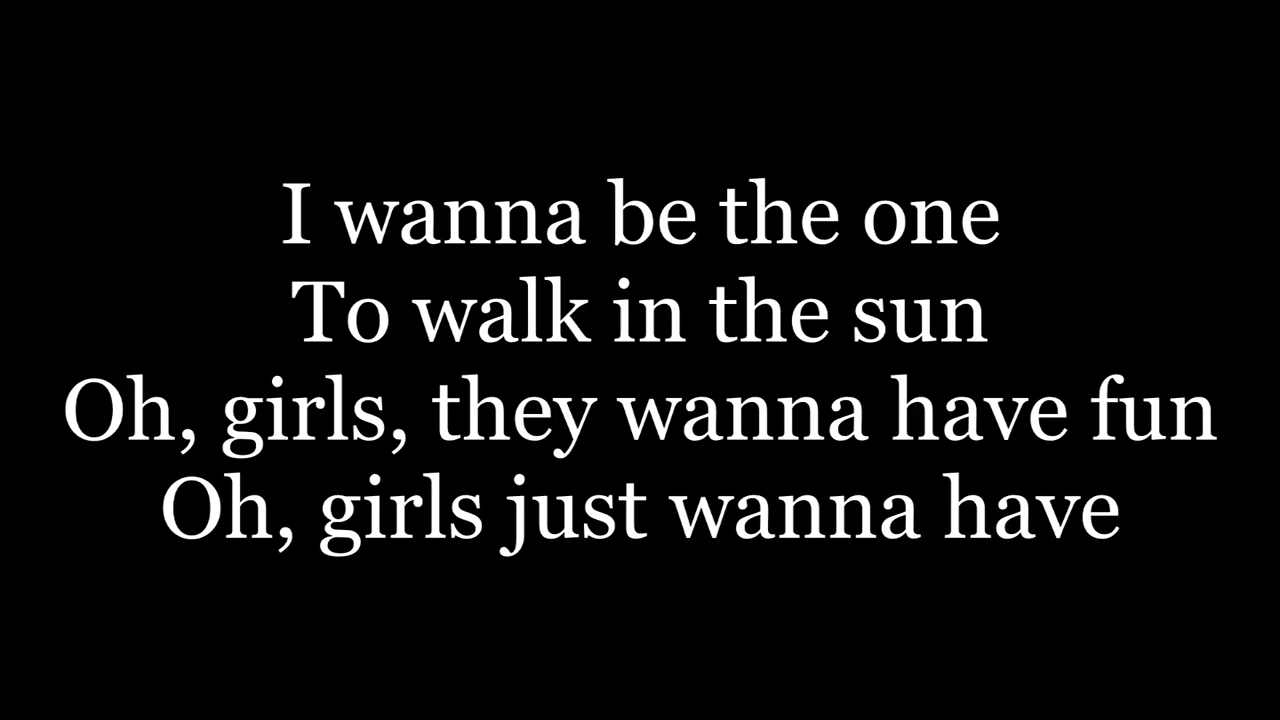 I wanna be the one
To walk in the sun
Oh, girls, they wanna have fun
Oh, girls just wanna have